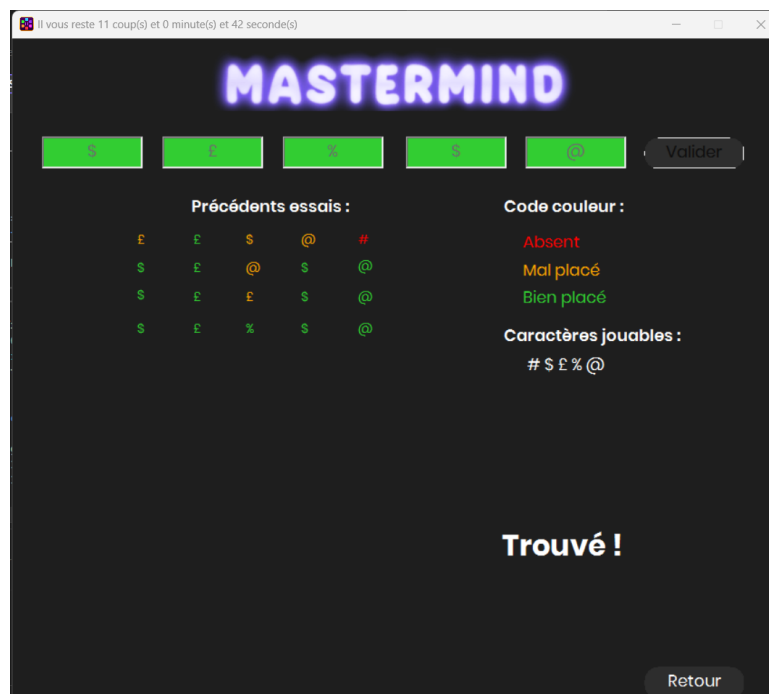 Il vous reste 11 coup(s) et 0 minute(s) et 42 seconde(s)
MASTERMIND
$ £ % $ @ Valider
Précédents essais : Code couleur :
£ £ $ @ # Absent
$ £ @ $ @ Mal placé
$ £ £ $ @ Bien placé
$ £ % $ @
Caractères jouables :
# $ £ % @
Trouvé !
Retour